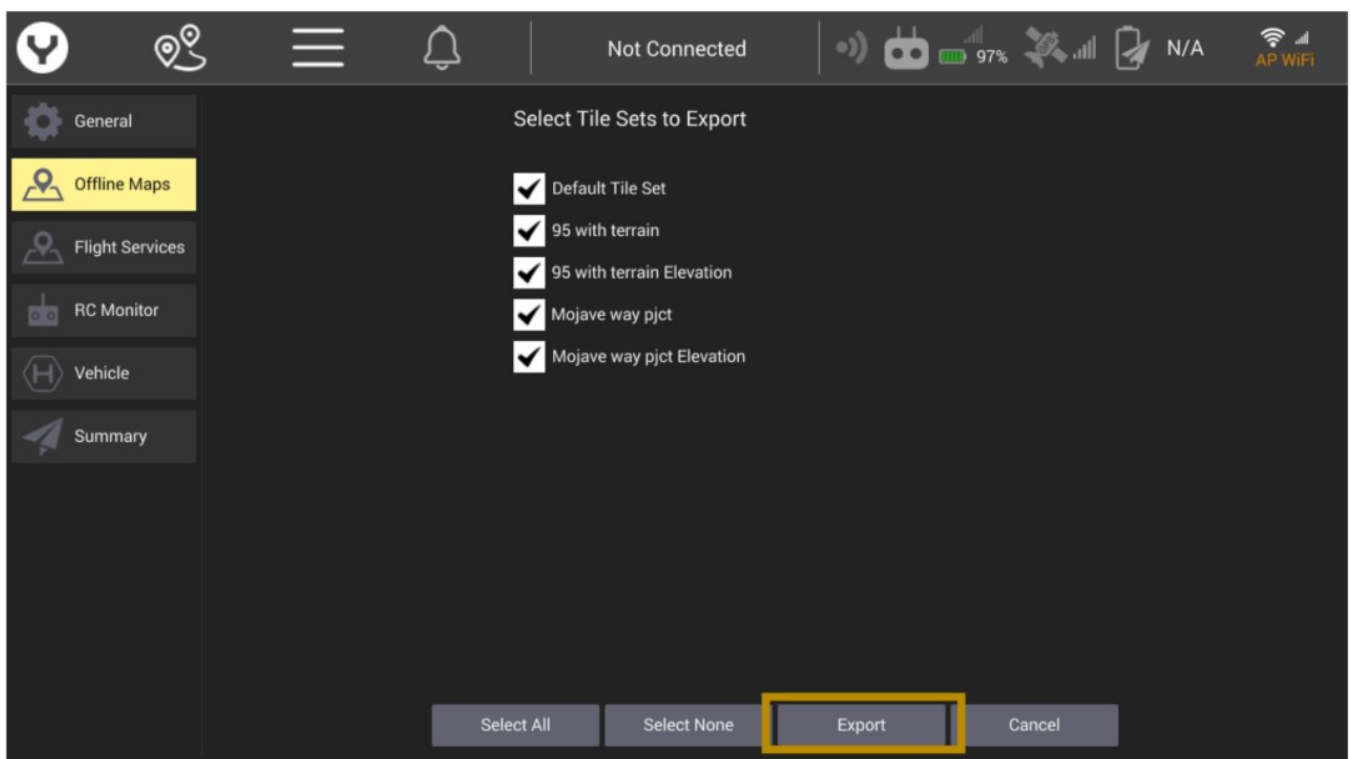 Not Connected
97%
N/A
AP WiFi
General
Offline Maps
Flight Services
RC Monitor
Vehicle
Summary
Select Tile Sets to Export
Default Tile Set
95 with terrain
95 with terrain Elevation
Mojave way pjct
Mojave way pjct Elevation
Select All
Select None
Export
Cancel